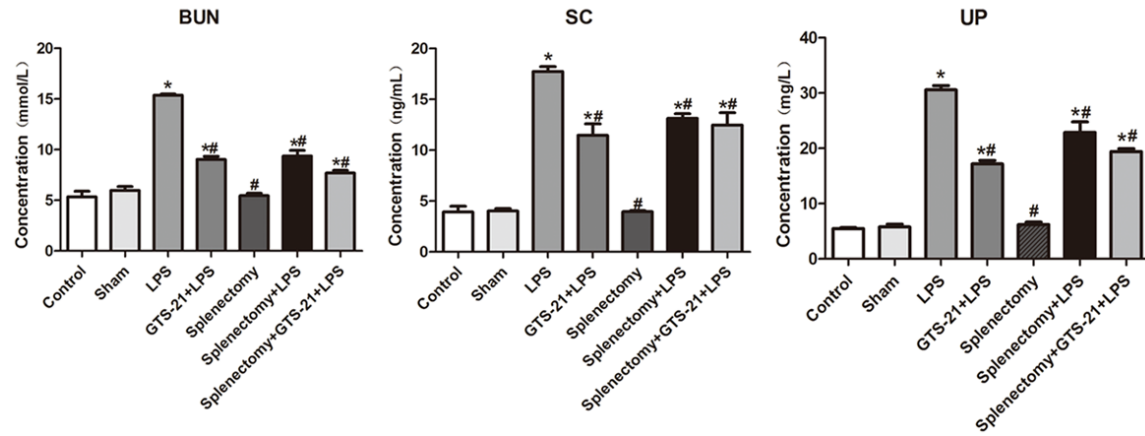 BUN
Concentration（mmol/L）
20
15
10
5
0
*
*#
#
*#
*#
Control
Sham
LPS
GTS-21+LPS
Splenectomy
Splenectomy+LPS
Splenectomy+GTS-21+LPS
SC
Concentration（ng/mL）
20
15
10
5
0
*
*#
#
*#
*#
Control
Sham
LPS
GTS-21+LPS
Splenectomy
Splenectomy+LPS
Splenectomy+GTS-21+LPS
UP
Concentration（mg/L）
40
30
20
10
0
*
*#
#
*#
*#
Control
Sham
LPS
GTS-21+LPS
Splenectomy
Splenectomy+LPS
Splenectomy+GTS-21+LPS